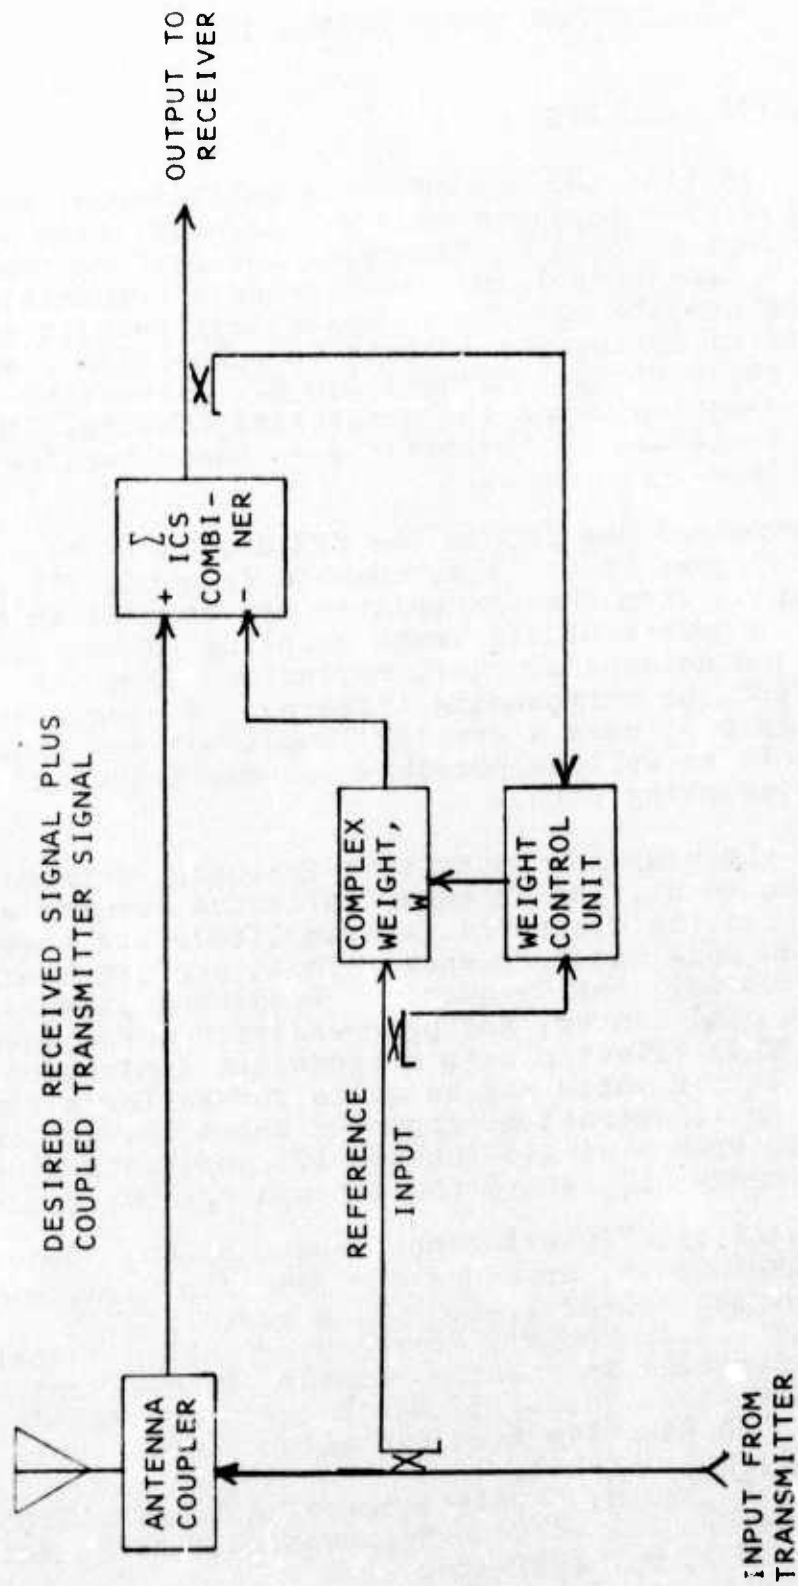 DESIRED RECEIVED SIGNAL PLUS
COUPLED TRANSMITTER SIGNAL
OUTPUT TO
RECEIVER
Σ
ICS
COMBI-
NER
+
-
ANTENNA
COUPLER
REFERENCE
INPUT
COMPLEX
WEIGHT,
W
WEIGHT
CONTROL
UNIT
INPUT FROM
TRANSMITTER